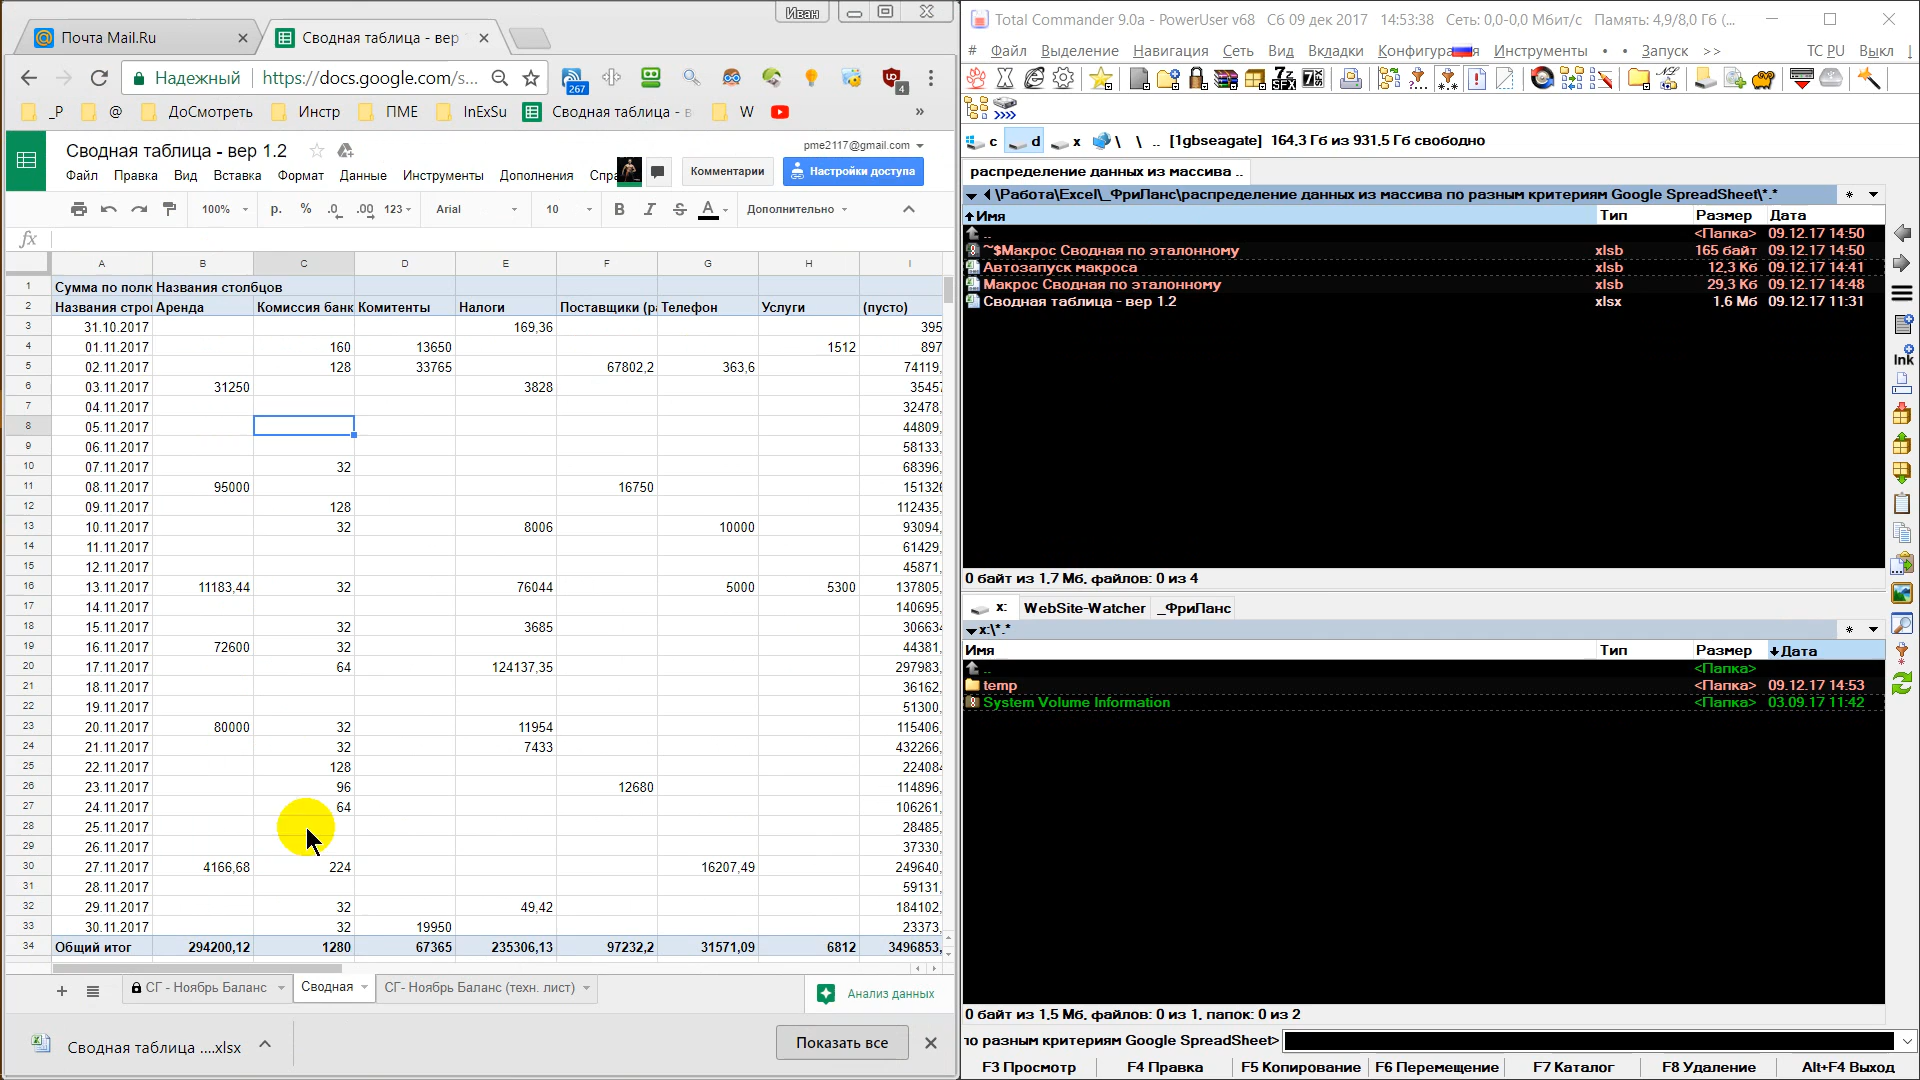 Иван
Почта Mail.Ru
Сводная таблица - вер
Надежный
https://docs.google.com/s...
267
4
_P
@
ДоСмотреть
Инстр
ПМЕ
InExSu
Сводная таблица - в
W
»
Сводная таблица - вер 1.2
pme2117@gmail.com
Файл Правка Вид Вставка Формат Данные Инструменты Дополнения Спра
Комментарии
Настройки доступа
100% р. % .0 .00 123 Arial 10 B I S A Дополнительно
fx
A B C D E F G H I
1 Сумма по полю Названия столбцов
2 Названия стро Аренда Комиссия банк Комитенты Налоги Поставщики (ра Телефон Услуги (пусто)
3 31.10.2017 169,36 395
4 01.11.2017 160 13650 1512 897
5 02.11.2017 128 33765 67802,2 363,6 74119,
6 03.11.2017 31250 3828 35457
7 04.11.2017 32478,
8 05.11.2017 44809,
9 06.11.2017 58133,
10 07.11.2017 32 68396,
11 08.11.2017 95000 16750 151326
12 09.11.2017 128 112435,
13 10.11.2017 32 8006 10000 93094,
14 11.11.2017 61429,
15 12.11.2017 45871,
16 13.11.2017 11183,44 32 76044 5000 5300 137805,
17 14.11.2017 140695,
18 15.11.2017 32 3685 306634
19 16.11.2017 72600 32 44381,
20 17.11.2017 64 124137,35 297983,
21 18.11.2017 36162,
22 19.11.2017 51300,
23 20.11.2017 80000 32 11954 115406,
24 21.11.2017 32 7433 432266,
25 22.11.2017 128 224084
26 23.11.2017 96 12680 114896,
27 24.11.2017 64 106261,
28 25.11.2017 28485,
29 26.11.2017 37330,
30 27.11.2017 4166,68 224 16207,49 249640,
31 28.11.2017 59131,
32 29.11.2017 32 49,42 184102,
33 30.11.2017 32 19950 23373,
34 Общий итог 294200,12 1280 67365 235306,13 97232,2 31571,09 6812 3496853,
СГ - Ноябрь Баланс
Сводная
СГ- Ноябрь Баланс (техн. лист)
Анализ данных
Сводная таблица ....xlsx
Показать все
Total Commander 9.0a - PowerUser v68 Сб 09 дек 2017 14:53:38 Сеть: 0,0-0,0 Мбит/с Память: 4,9/8,0 Гб (...
# Файл Выделение Навигация Сеть Вид Вкладки Конфигурация Инструменты • • Запуск >> TC PU Выкл
c d x \ \ .. [1gbseagate] 164,3 Гб из 931,5 Гб свободно
распределение данных из массива ..
\Работа\Excel\_ФриПанс\распределение данных из массива по разным критериям Google SpreadSheet\*.*
Имя Тип Размер Дата
.. <Папка> 09.12.17 14:50
~$Макрос Сводная по эталонному xlsb 165 байт 09.12.17 14:50
Автозапуск макроса xlsb 12,3 Кб 09.12.17 14:41
Макрос Сводная по эталонному xlsb 29,3 Кб 09.12.17 14:48
Сводная таблица - вер 1.2 xlsx 1,6 Мб 09.12.17 11:31
lnk
0 байт из 1,7 Мб, файлов: 0 из 4
x: WebSite-Watcher _ФриПанс
x:\*.*
Имя Тип Размер Дата
.. <Папка>
temp <Папка> 09.12.17 14:53
System Volume Information <Папка> 03.09.17 11:42
0 байт из 1,5 Мб, файлов: 0 из 1, папок: 0 из 2
по разным критериям Google SpreadSheet>
F3 Просмотр F4 Правка F5 Копирование F6 Перемещение F7 Каталог F8 Удаление Alt+F4 Выход